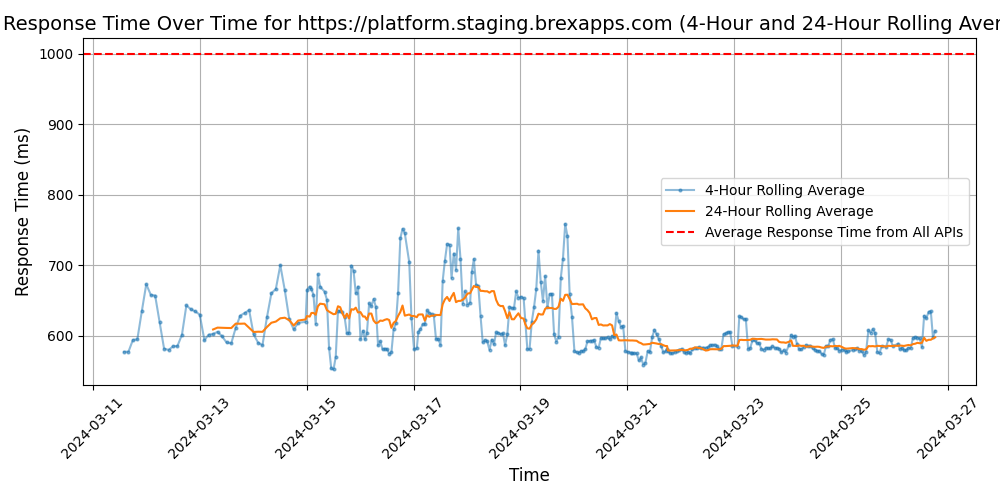 Response Time Over Time for https://platform.staging.brexapps.com (4-Hour and 24-Hour Rolling Aver
Response Time (ms)
1000
900
800
700
600
4-Hour Rolling Average
24-Hour Rolling Average
Average Response Time from All APIs
2024-03-11
2024-03-13
2024-03-15
2024-03-17
2024-03-19
2024-03-21
2024-03-23
2024-03-25
2024-03-27
Time